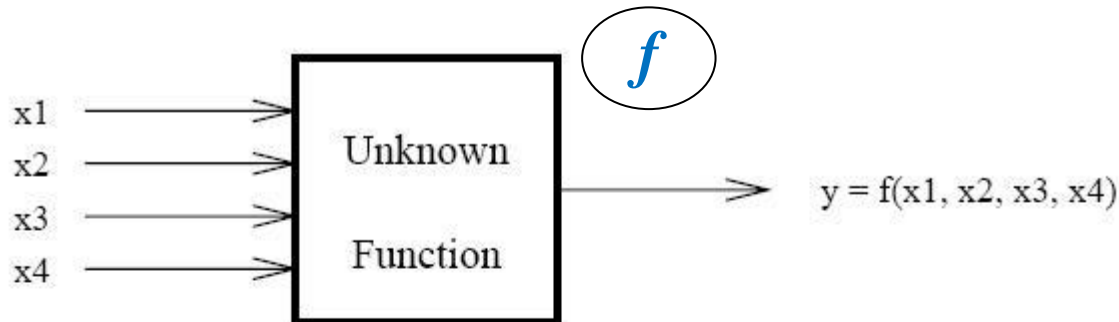 f
x1
x2
x3
x4
Unknown
Function
y = f(x1, x2, x3, x4)